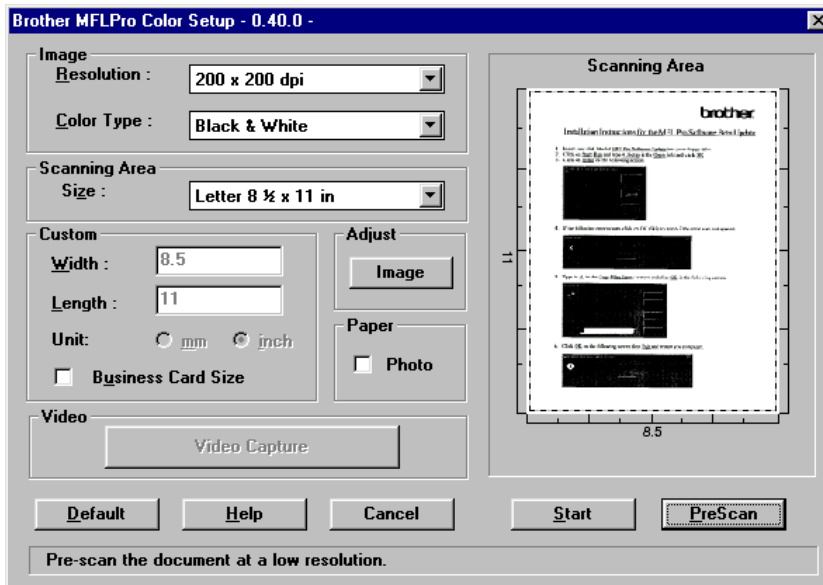 Brother MFLPro Color Setup - 0.40.0 -
Image
Resolution :
200 x 200 dpi
Color Type :
Black & White
Scanning Area
Size :
Letter 8 ½ x 11 in
Custom
Width :
8.5
Length :
11
Unit:
mm
inch
Business Card Size
Adjust
Image
Paper
Photo
Video
Video Capture
Scanning Area
brother
Installation Instructions for the MFL Pro Software
11
8.5
Default
Help
Cancel
Start
PreScan
Pre-scan the document at a low resolution.